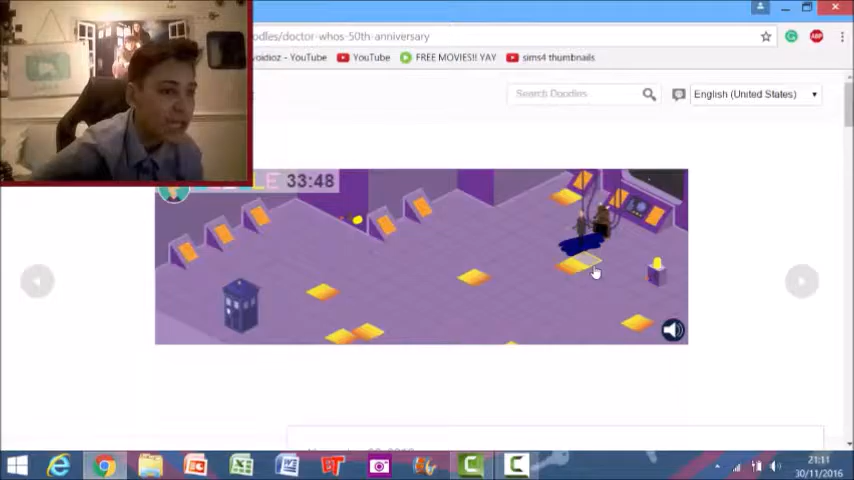 oodles/doctor-whos-50th-anniversary
voidioz - YouTube YouTube FREE MOVIES!! YAY sims4 thumbnails
Search Doodles English (United States)
33:48
21:11
30/11/2016